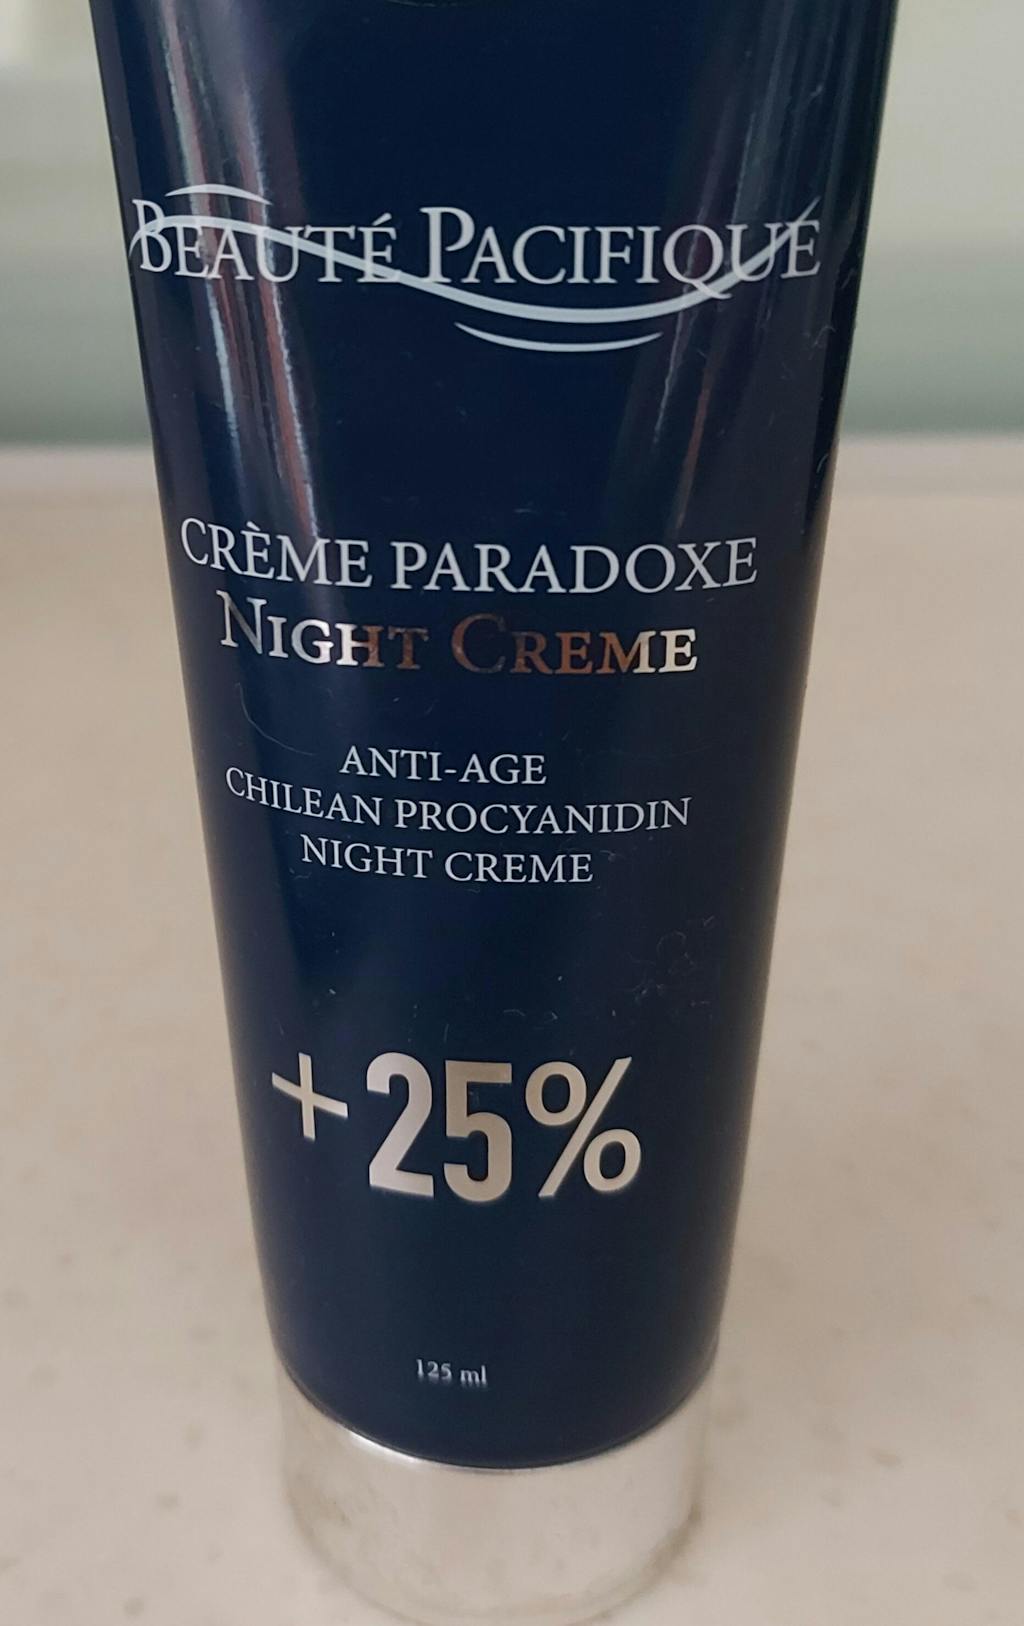 BEAUTÉ PACIFIQUE
CRÈME PARADOXE
NIGHT CREME
ANTI-AGE
CHILEAN PROCYANIDIN
NIGHT CREME
+25%
125 ml